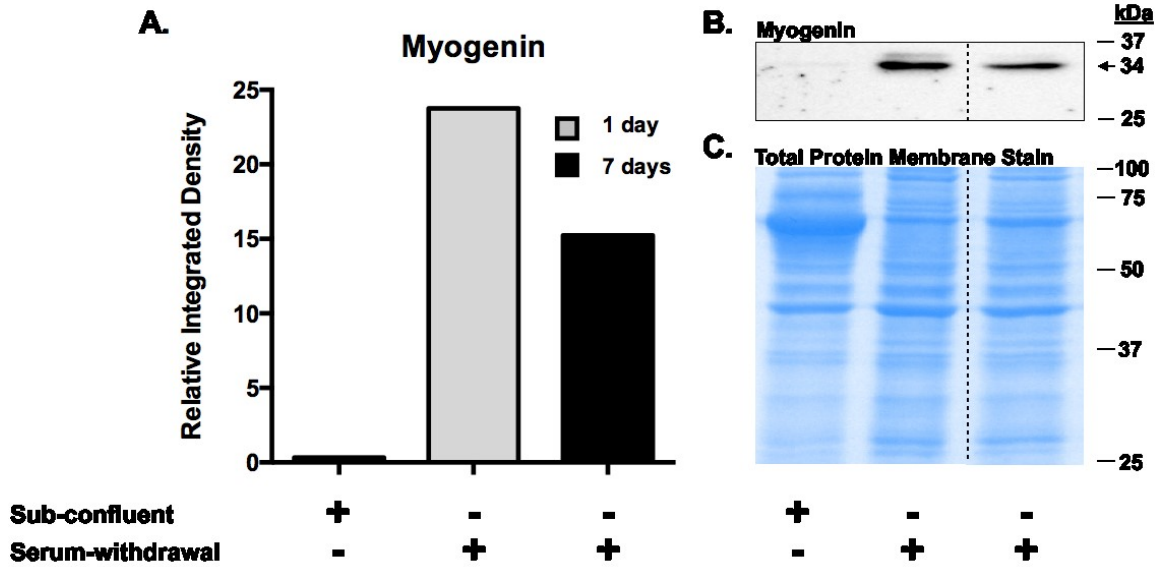 A.
Myogenin
Relative Integrated Density
25
20
15
10
5
0
1 day
7 days
B.
Myogenin
kDa
37
34
25
C.
Total Protein Membrane Stain
100
75
50
37
25
Sub-confluent + - - + - -
Serum-withdrawal - + + - + +